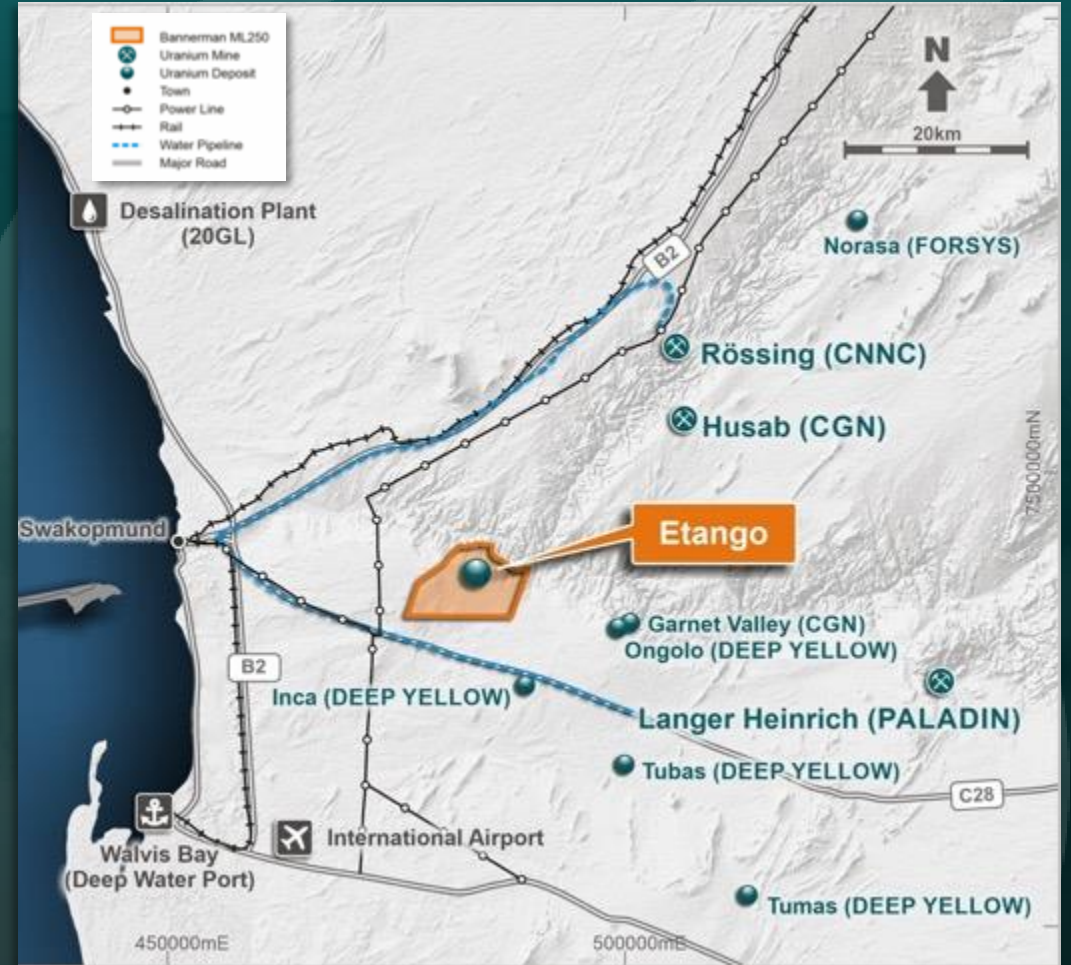 Bannerman ML250
Uranium Mine
Uranium Deposit
Town
Power Line
Rail
Water Pipeline
Major Road
N
20km
Desalination Plant
(20GL)
Norasa (FORSYS)
B2
Rössing (CNNC)
Husab (CGN)
7500000mN
Swakopmund
Etango
Garnet Valley (CGN)
Ongolo (DEEP YELLOW)
B2
Inca (DEEP YELLOW)
Langer Heinrich (PALADIN)
Tubas (DEEP YELLOW)
C28
International Airport
Walvis Bay
(Deep Water Port)
Tumas (DEEP YELLOW)
450000mE
500000mE